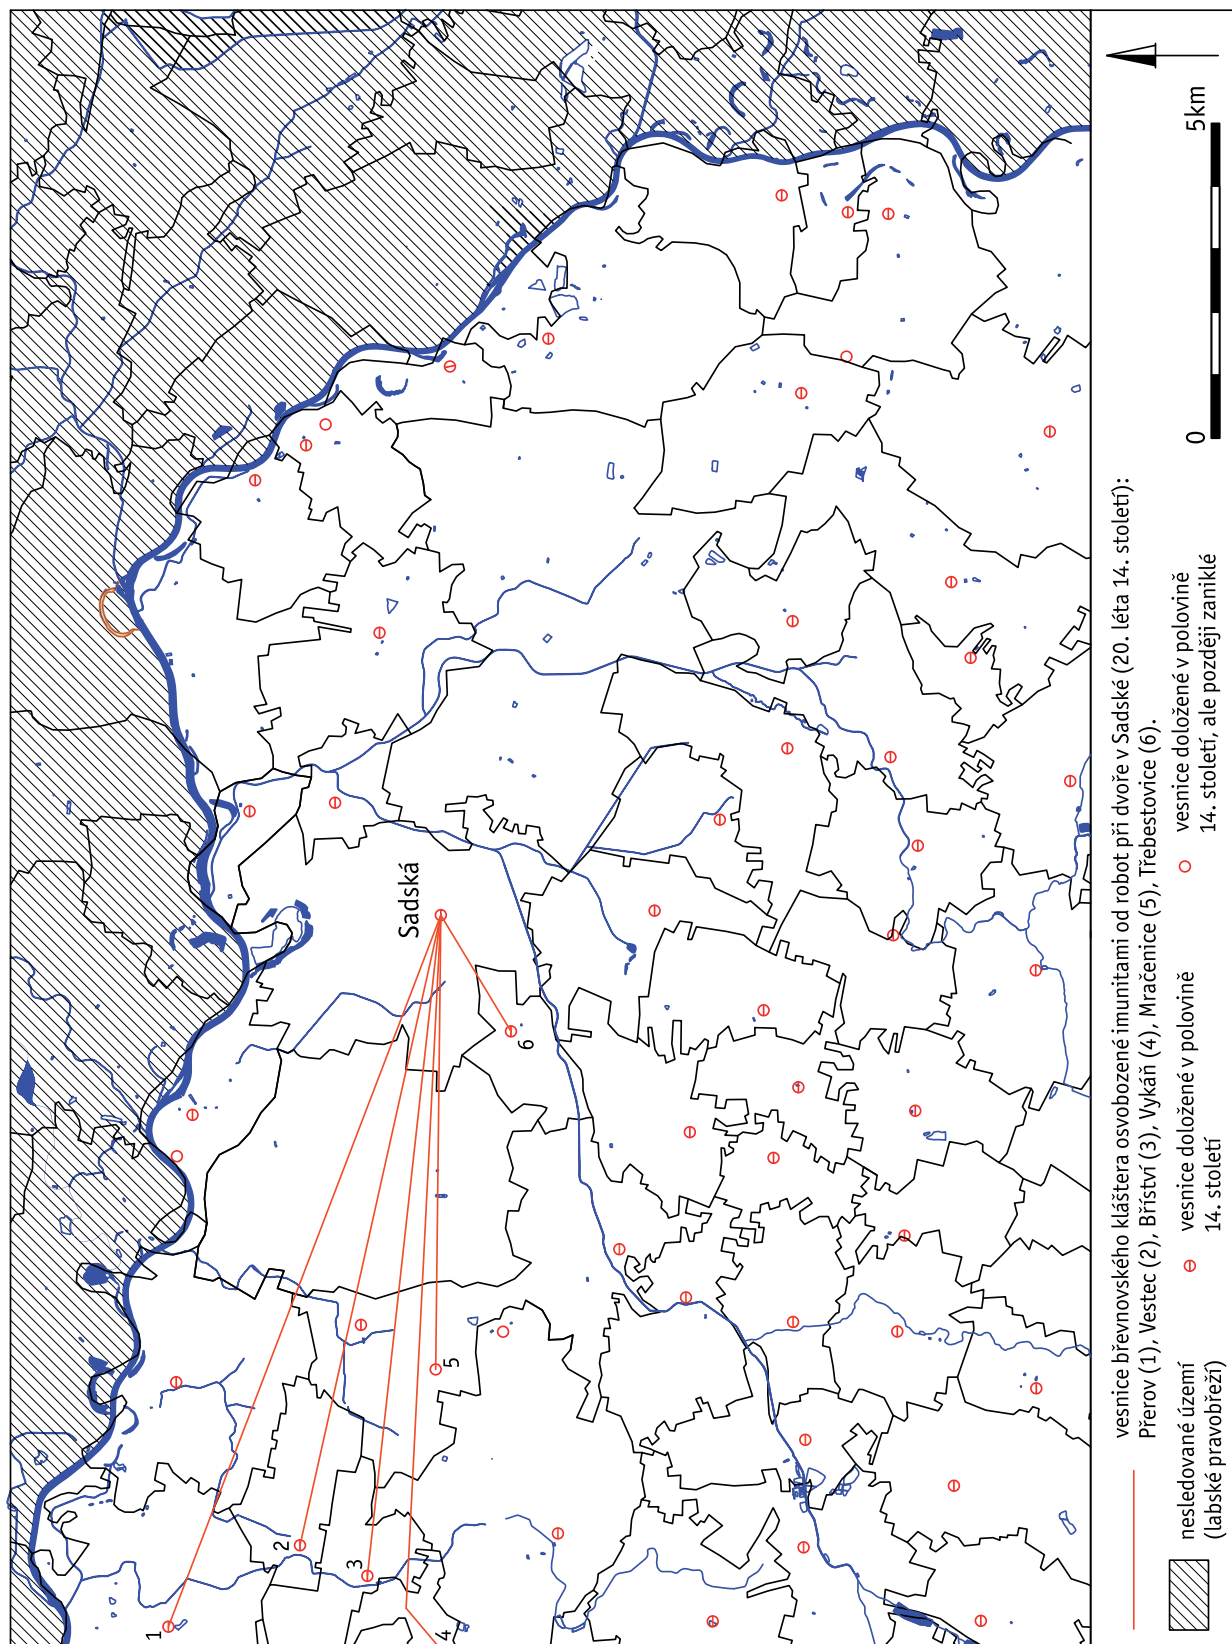 Sadská
1
2
3
4
5
6
vesnice břevnovského kláštera osvobozené imunitami od robot při dvoře v Sadské (20. léta 14. století):
Přerov (1), Vestec (2), Bříství (3), Vykáň (4), Mračenice (5), Třebestovice (6).
nesledované území
(labské pravobřeží)
vesnice doložené v polovině
14. století
vesnice doložené v polovině
14. století, ale později zaniklé
0
5km